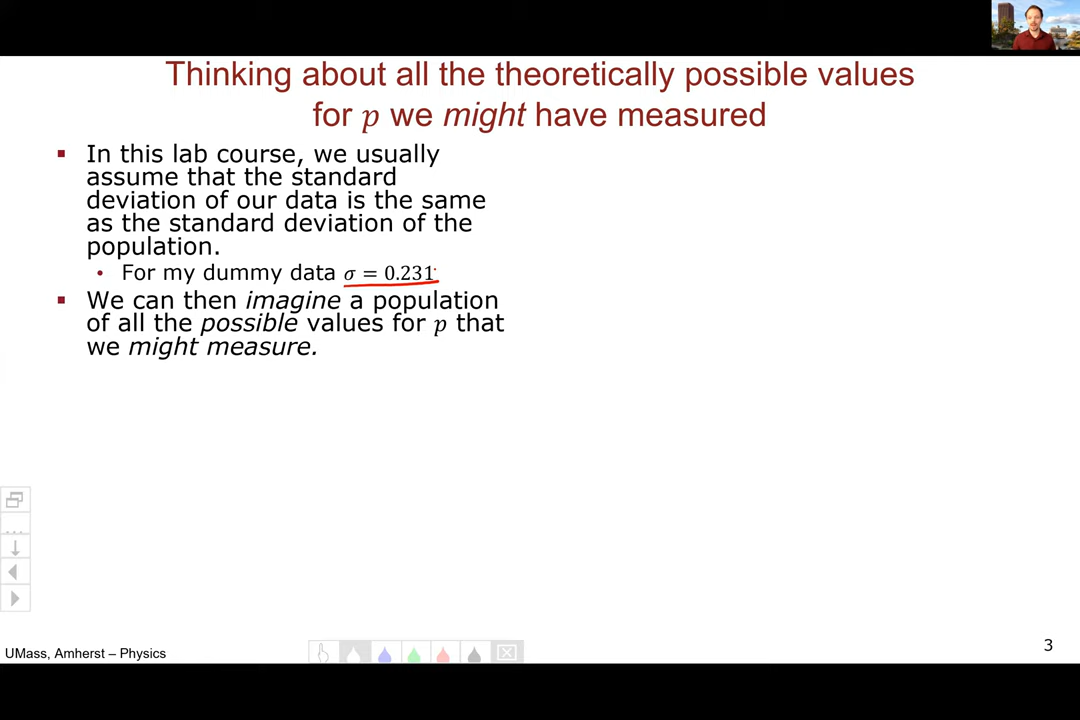 Thinking about all the theoretically possible values
for p we might have measured
▪ In this lab course, we usually
assume that the standard
deviation of our data is the same
as the standard deviation of the
population.
• For my dummy data σ = 0.231
▪ We can then imagine a population
of all the possible values for p that
we might measure.
UMass, Amherst – Physics
3